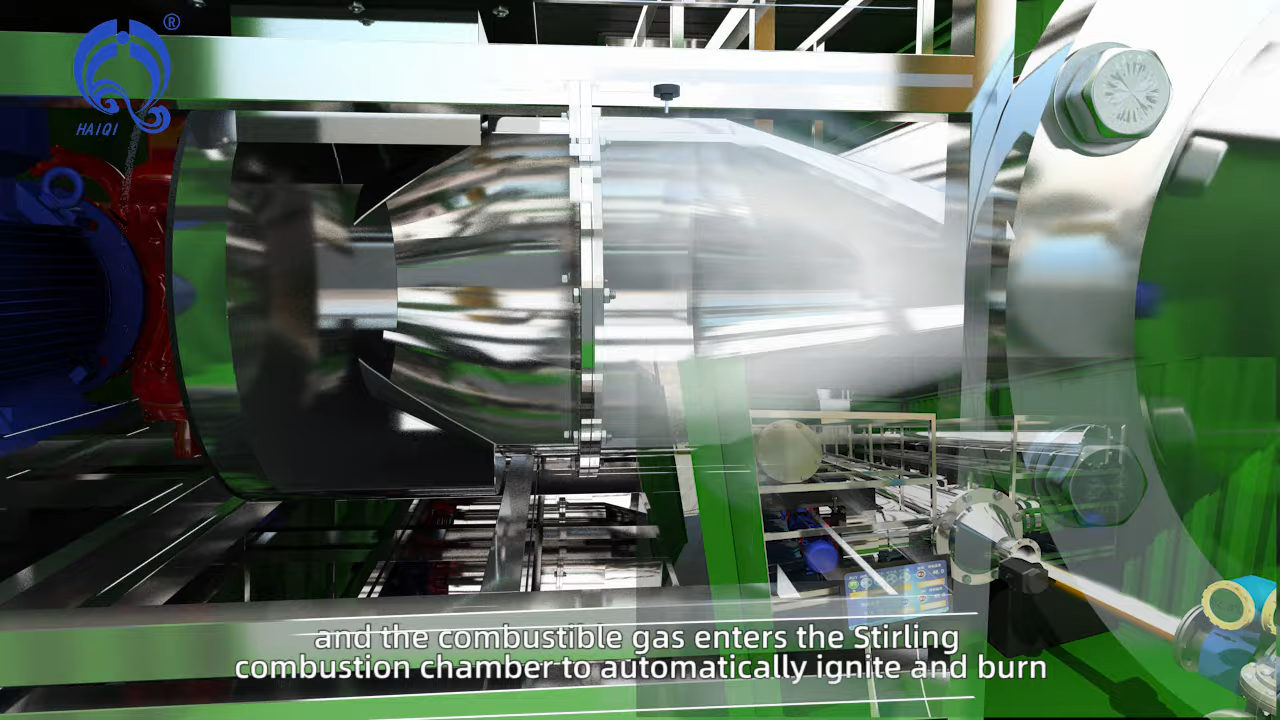 ®
HAIQI
and the combustible gas enters the Stirling
combustion chamber to automatically ignite and burn